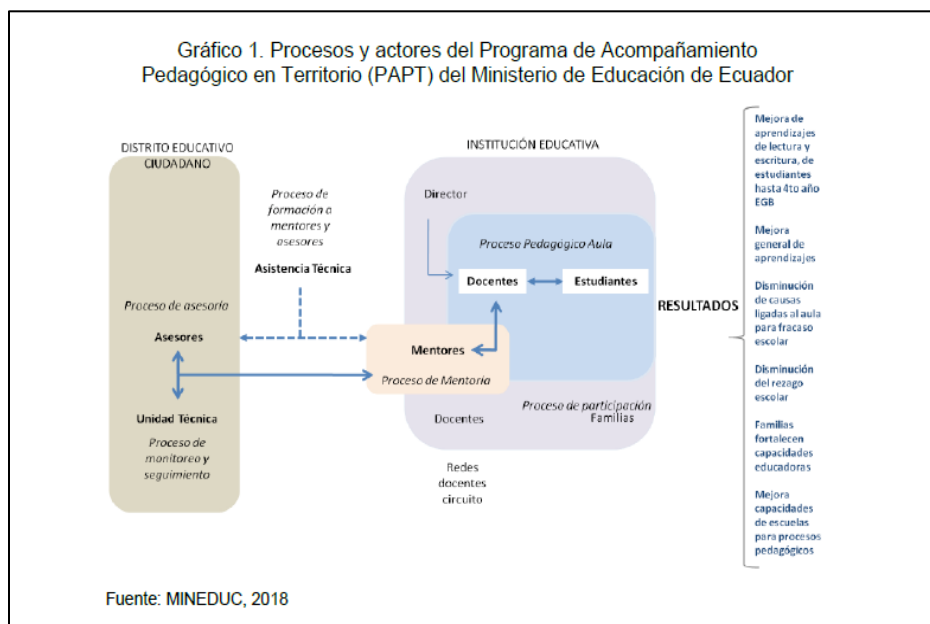 Gráfico 1. Procesos y actores del Programa de Acompañamiento
Pedagógico en Territorio (PAPT) del Ministerio de Educación de Ecuador
DISTRITO EDUCATIVO
CIUDADANO
Proceso de asesoría
Asesores
Unidad Técnica
Proceso de
monitoreo y
seguimiento
Proceso de
formación a
mentores y
asesores
Asistencia Técnica
INSTITUCIÓN EDUCATIVA
Director
Proceso Pedagógico Aula
Docentes
Estudiantes
Mentores
Proceso de Mentoría
Docentes
Proceso de participación
Familias
Redes
docentes
circuito
RESULTADOS
Mejora de
aprendizajes
de lectura y
escritura, de
estudiantes
hasta 4to año
EGB
Mejora
general de
aprendizajes
Disminución
de causas
ligadas al aula
para fracaso
escolar
Disminución
del rezago
escolar
Familias
fortalecen
capacidades
educadoras
Mejora
capacidades
de escuelas
para procesos
pedagógicos
Fuente: MINEDUC, 2018